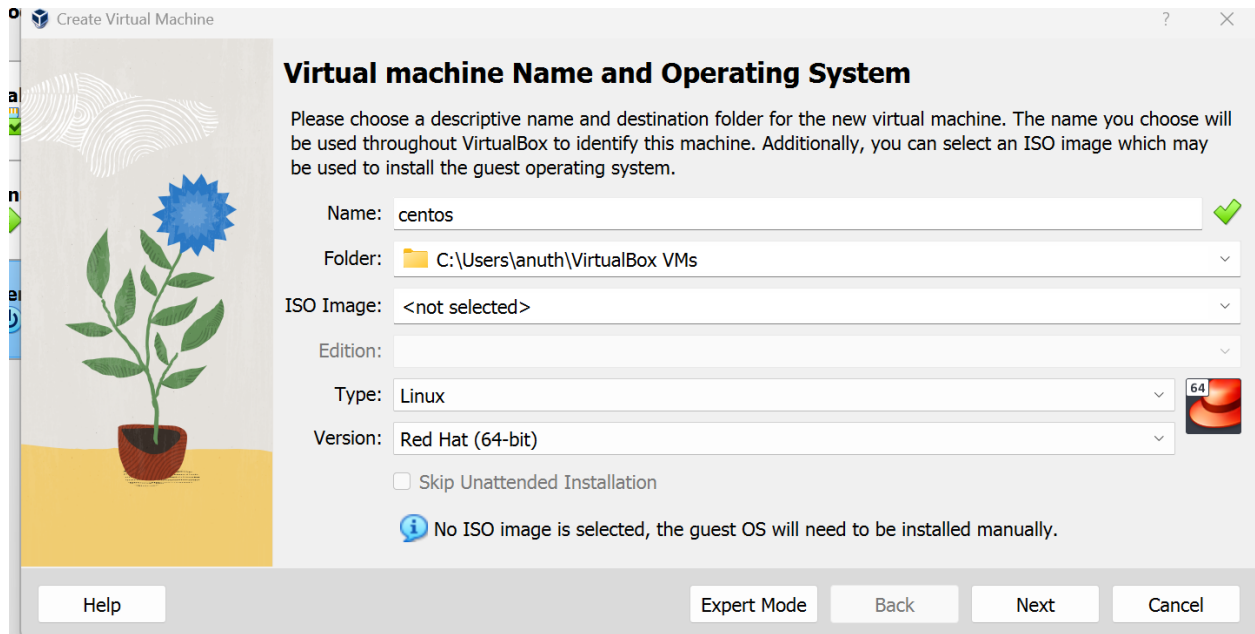 Create Virtual Machine
?
Virtual machine Name and Operating System
Please choose a descriptive name and destination folder for the new virtual machine. The name you choose will
be used throughout VirtualBox to identify this machine. Additionally, you can select an ISO image which may
be used to install the guest operating system.
Name: centos
Folder: C:\Users\anuth\VirtualBox VMs
ISO Image: <not selected>
Edition:
Type: Linux
64
Version: Red Hat (64-bit)
Skip Unattended Installation
No ISO image is selected, the guest OS will need to be installed manually.
Help Expert Mode Back Next Cancel